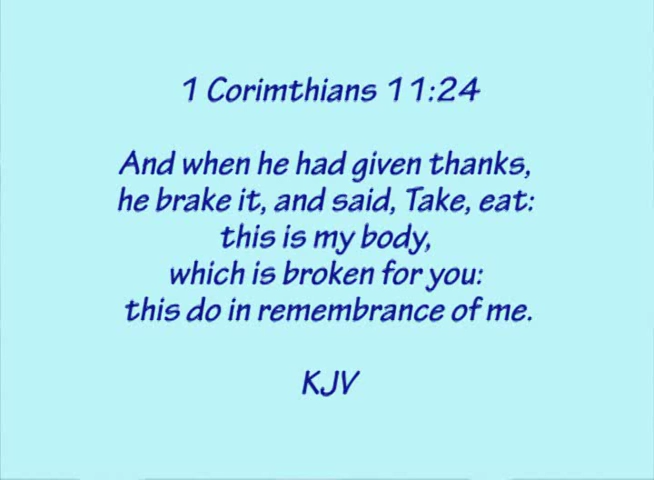 1 Corimthians 11:24
And when he had given thanks,
he brake it, and said, Take, eat:
this is my body,
which is broken for you:
this do in remembrance of me.
KJV